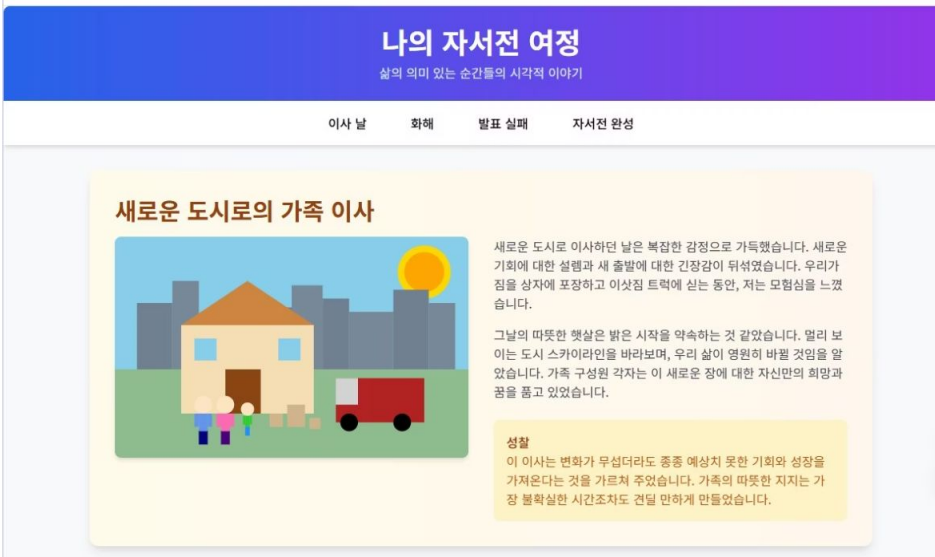 나의 자서전 여정
삶의 의미 있는 순간들의 시각적 이야기
이사 날 화해 발표 실패 자서전 완성
새로운 도시로의 가족 이사
새로운 도시로 이사하던 날은 복잡한 감정으로 가득했습니다. 새로운
기회에 대한 설렘과 새 출발에 대한 긴장감이 뒤섞였습니다. 우리가
짐을 상자에 포장하고 이삿짐 트럭에 싣는 동안, 저는 모험심을 느꼈
습니다.
그날의 따뜻한 햇살은 밝은 시작을 약속하는 것 같았습니다. 멀리 보
이는 도시 스카이라인을 바라보며, 우리 삶이 영원히 바뀔 것임을 알
았습니다. 가족 구성원 각자는 이 새로운 장에 대한 자신만의 희망과
꿈을 품고 있었습니다.
성찰
이 이사는 변화가 무섭더라도 종종 예상치 못한 기회와 성장을
가져온다는 것을 가르쳐 주었습니다. 가족의 따뜻한 지지는 가
장 불확실한 시간조차도 견딜 만하게 만들었습니다.